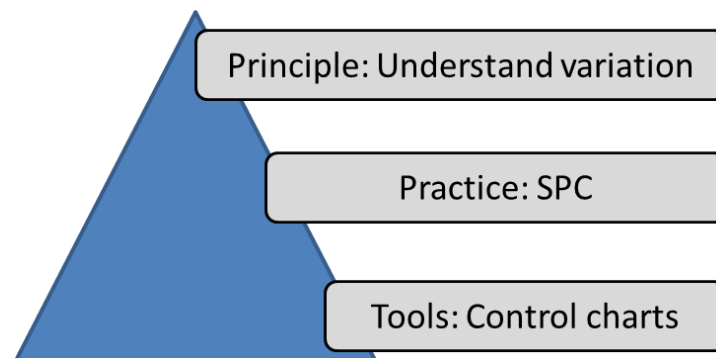 Principle: Understand variation
Practice: SPC
Tools: Control charts